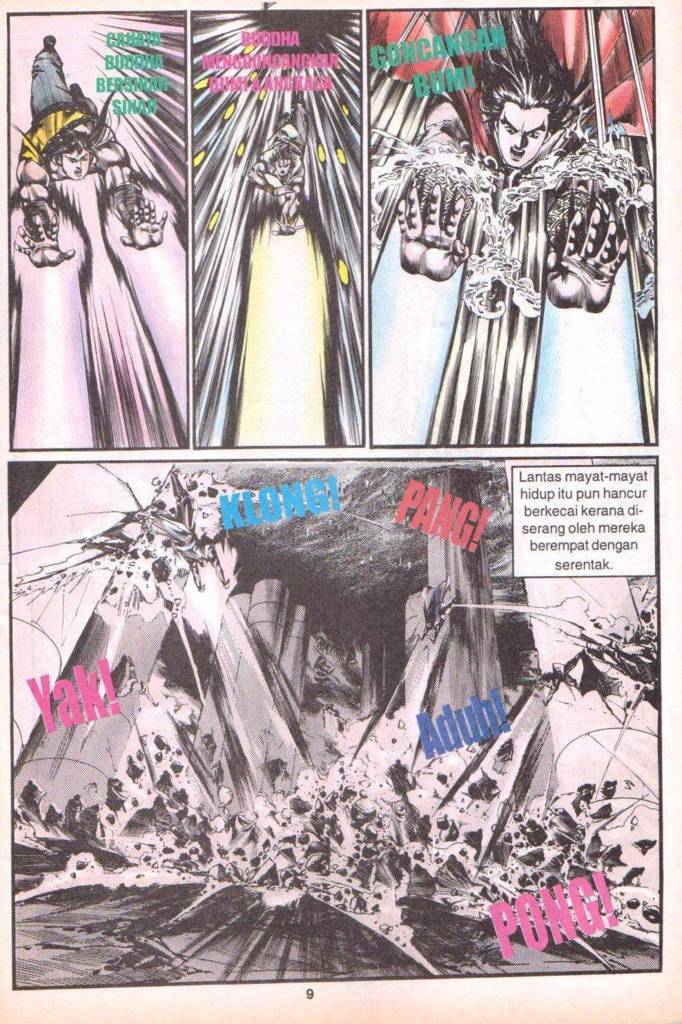 CAHAYA
BUDDHA
BERSINAR-
SINAR
BUDDHA
MENGGONCANGKAN
BUMI & ANGKASA
GONCANGAN
BUMI
KLONG!
PANG!
Lantas mayat-mayat
hidup itu pun hancur
berkecai kerana di-
serang oleh mereka
berempat dengan
serentak.
Yak!
Aduh!
PONG!
9